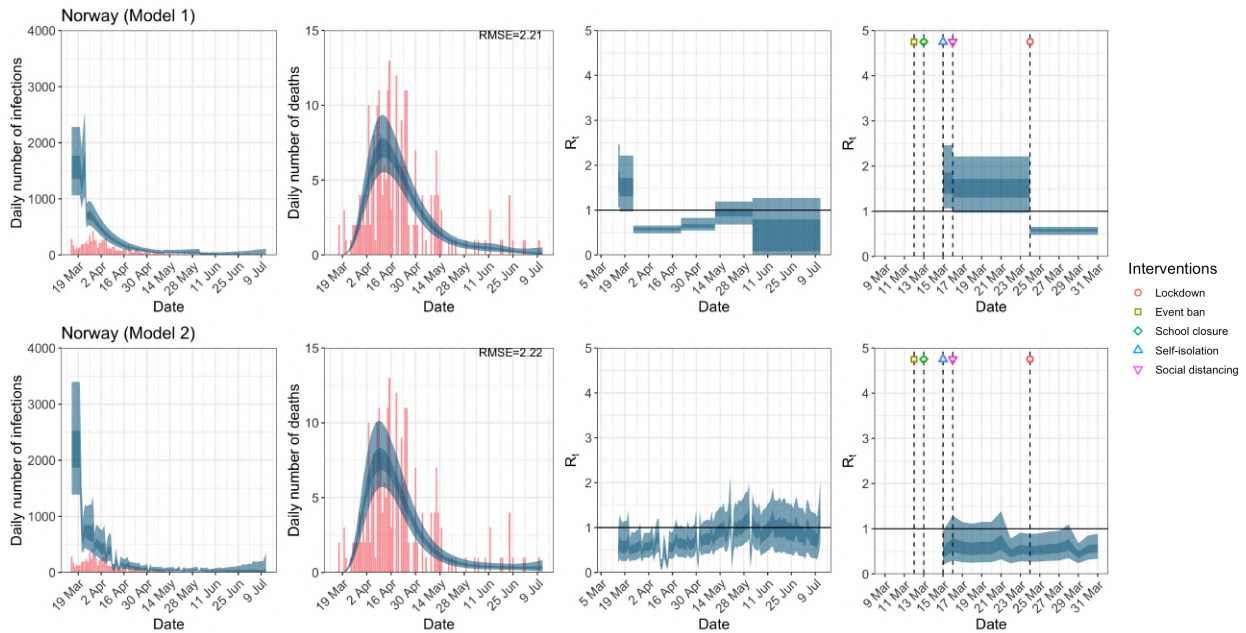 Norway (Model 1)
Daily number of infections
4000
3000
2000
1000
0
19 Mar
2 Apr
16 Apr
30 Apr
14 May
28 May
11 Jun
25 Jun
9 Jul
Date
Daily number of deaths
RMSE=2.21
15
10
5
0
19 Mar
2 Apr
16 Apr
30 Apr
14 May
28 May
11 Jun
25 Jun
9 Jul
Date
Rt
5
4
3
2
1
0
5 Mar
19 Mar
2 Apr
16 Apr
30 Apr
14 May
28 May
11 Jun
25 Jun
9 Jul
Date
Rt
5
4
3
2
1
0
9 Mar
11 Mar
13 Mar
15 Mar
17 Mar
19 Mar
21 Mar
23 Mar
25 Mar
27 Mar
29 Mar
31 Mar
Date
Norway (Model 2)
Daily number of infections
4000
3000
2000
1000
0
19 Mar
2 Apr
16 Apr
30 Apr
14 May
28 May
11 Jun
25 Jun
9 Jul
Date
Daily number of deaths
RMSE=2.22
15
10
5
0
19 Mar
2 Apr
16 Apr
30 Apr
14 May
28 May
11 Jun
25 Jun
9 Jul
Date
Rt
5
4
3
2
1
0
5 Mar
19 Mar
2 Apr
16 Apr
30 Apr
14 May
28 May
11 Jun
25 Jun
9 Jul
Date
Rt
5
4
3
2
1
0
9 Mar
11 Mar
13 Mar
15 Mar
17 Mar
19 Mar
21 Mar
23 Mar
25 Mar
27 Mar
29 Mar
31 Mar
Date
Interventions
Lockdown
Event ban
School closure
Self-isolation
Social distancing